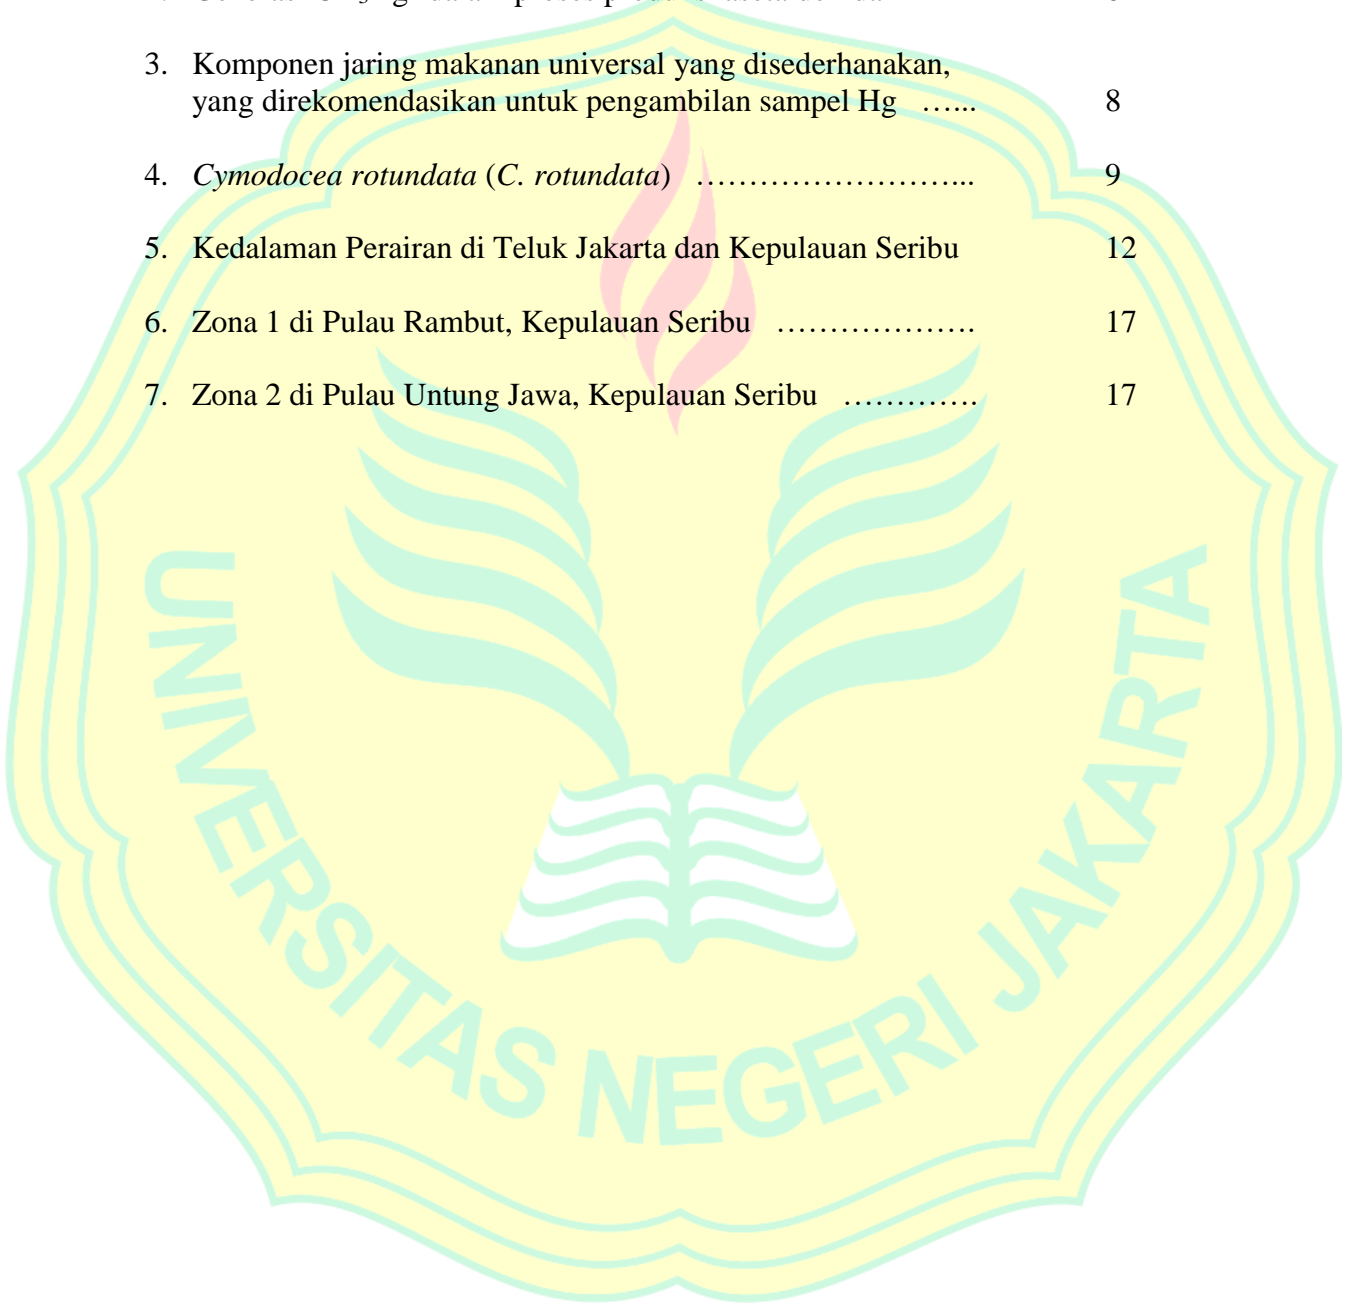 3. Komponen jaring makanan universal yang disederhanakan,
yang direkomendasikan untuk pengambilan sampel Hg …... 8
4. Cymodocea rotundata (C. rotundata) ……………………... 9
5. Kedalaman Perairan di Teluk Jakarta dan Kepulauan Seribu 12
6. Zona 1 di Pulau Rambut, Kepulauan Seribu ………………. 17
7. Zona 2 di Pulau Untung Jawa, Kepulauan Seribu …………. 17
UNIVERSITAS NEGERI JAKARTA